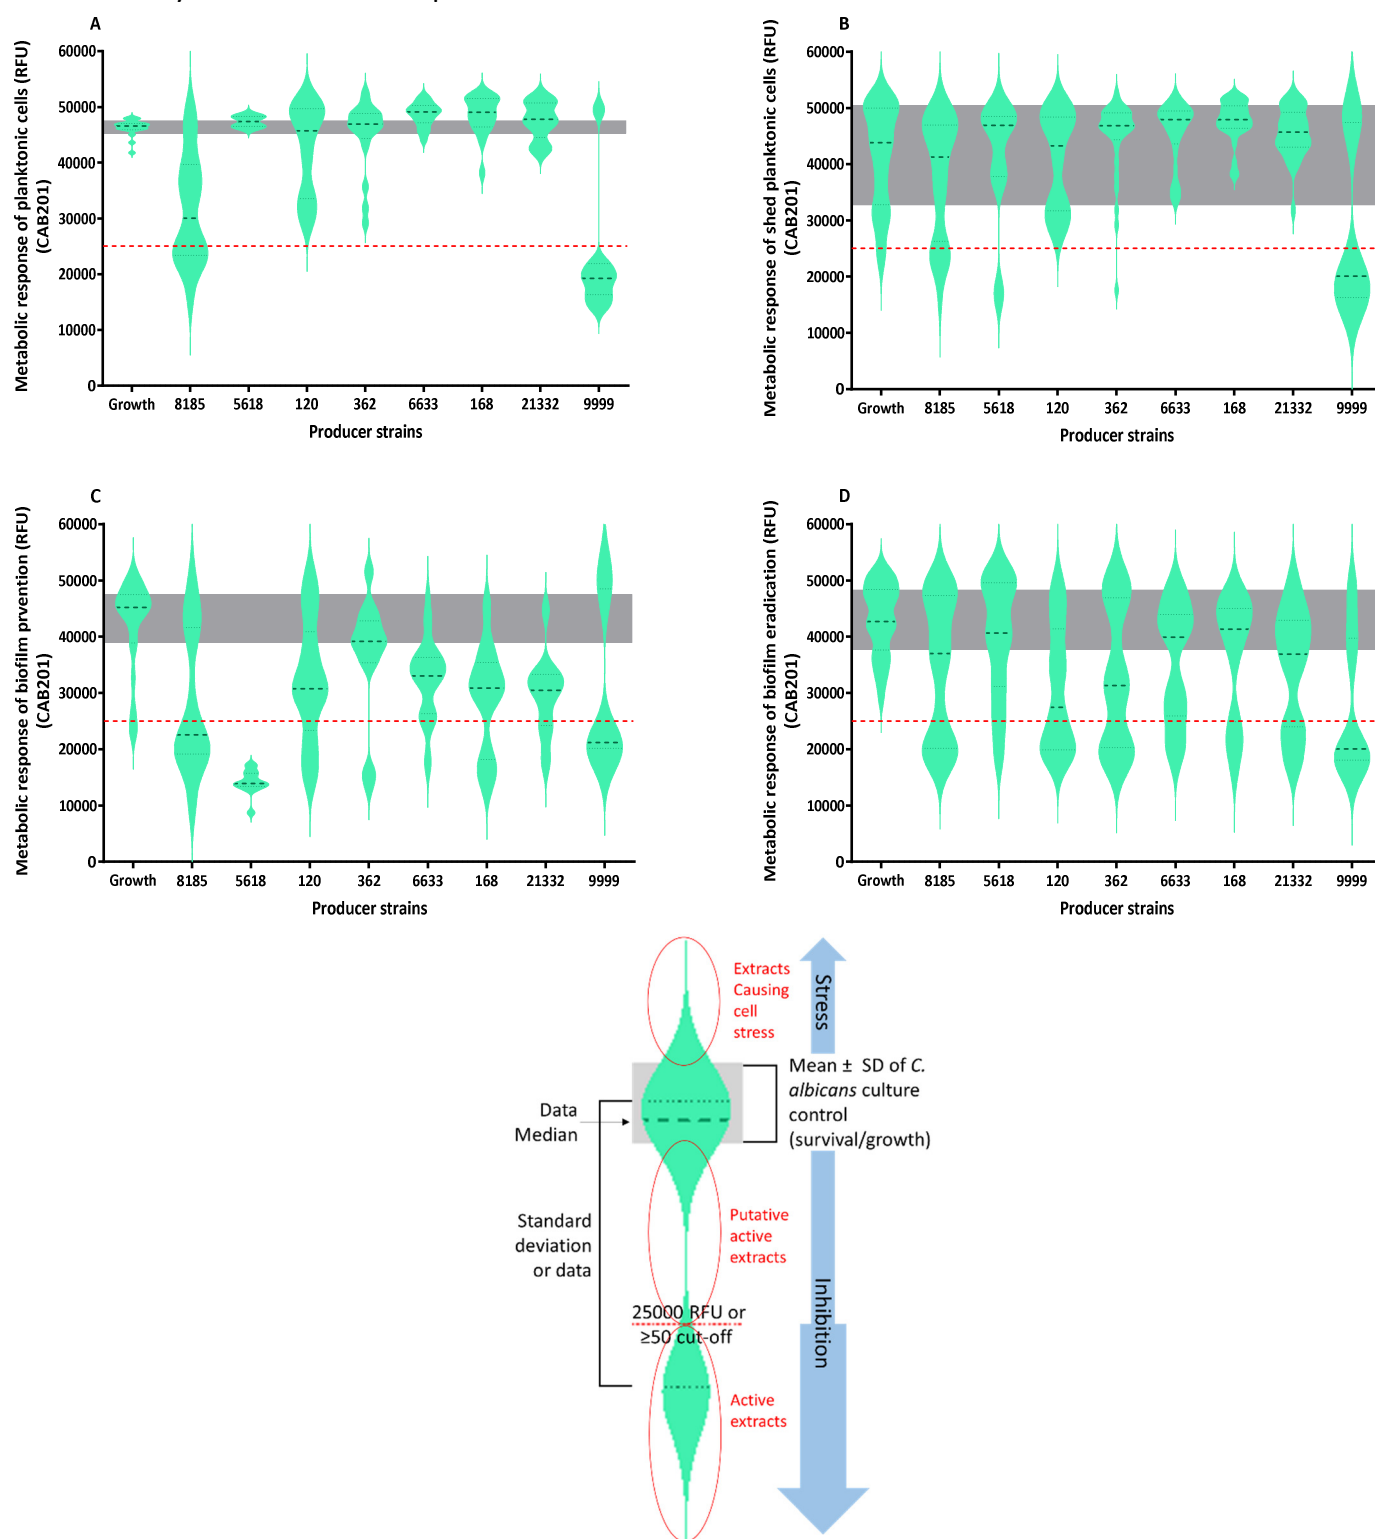 A
Metabolic response of planktonic cells (RFU)
(CAB201)
60000
50000
40000
30000
20000
10000
0
Growth 8185 5618 120 362 6633 168 21332 9999
Producer strains
B
Metabolic response of shed planktonic cells (RFU)
(CAB201)
60000
50000
40000
30000
20000
10000
0
Growth 8185 5618 120 362 6633 168 21332 9999
Producer strains
C
Metabolic response of biofilm prvention (RFU)
(CAB201)
60000
50000
40000
30000
20000
10000
0
Growth 8185 5618 120 362 6633 168 21332 9999
Producer strains
D
Metabolic response of biofilm eradication (RFU)
(CAB201)
60000
50000
40000
30000
20000
10000
0
Growth 8185 5618 120 362 6633 168 21332 9999
Producer strains
Extracts
Causing
cell
stress
Stress
Mean ± SD of C.
albicans culture
control
(survival/growth)
Data
Median
Standard
deviation
or data
Putative
active
extracts
25000 RFU or
≥50 cut-off
Inhibition
Active
extracts